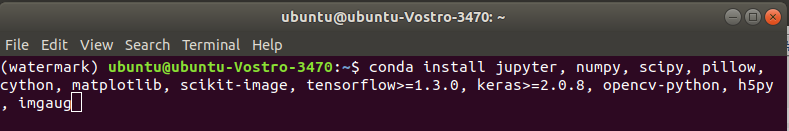 ubuntu@ubuntu-Vostro-3470: ~
File Edit View Search Terminal Help
(watermark) ubuntu@ubuntu-Vostro-3470:~$ conda install jupyter, numpy, scipy, pillow,
cython, matplotlib, scikit-image, tensorflow>=1.3.0, keras>=2.0.8, opencv-python, h5py
, imgaug